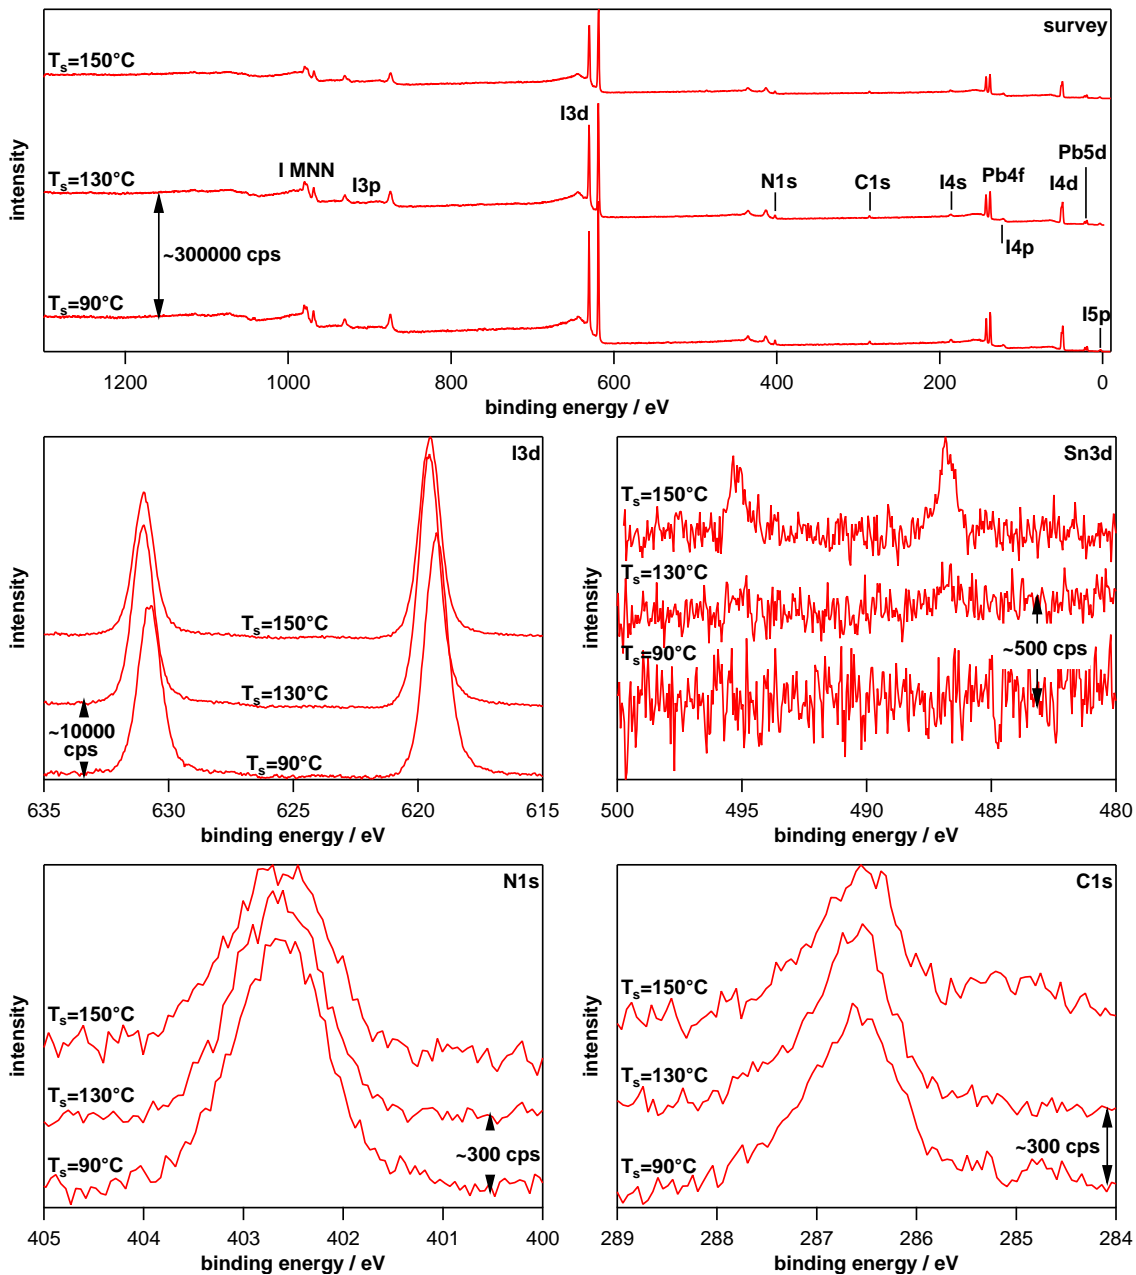 survey
Tₛ=150°C
I3d
Tₛ=130°C
I MNN
I3p
N1s
C1s
I4s
Pb4f
I4d
Pb5d
I4p
~300000 cps
Tₛ=90°C
I5p
intensity
1200 1000 800 600 400 200 0
binding energy / eV
I3d
Tₛ=150°C
Tₛ=130°C
~10000
cps
Tₛ=90°C
intensity
635 630 625 620 615
binding energy / eV
Sn3d
Tₛ=150°C
Tₛ=130°C
Tₛ=90°C
~500 cps
intensity
500 495 490 485 480
binding energy / eV
N1s
Tₛ=150°C
Tₛ=130°C
~300 cps
Tₛ=90°C
intensity
405 404 403 402 401 400
binding energy / eV
C1s
Tₛ=150°C
Tₛ=130°C
~300 cps
Tₛ=90°C
intensity
289 288 287 286 285 284
binding energy / eV